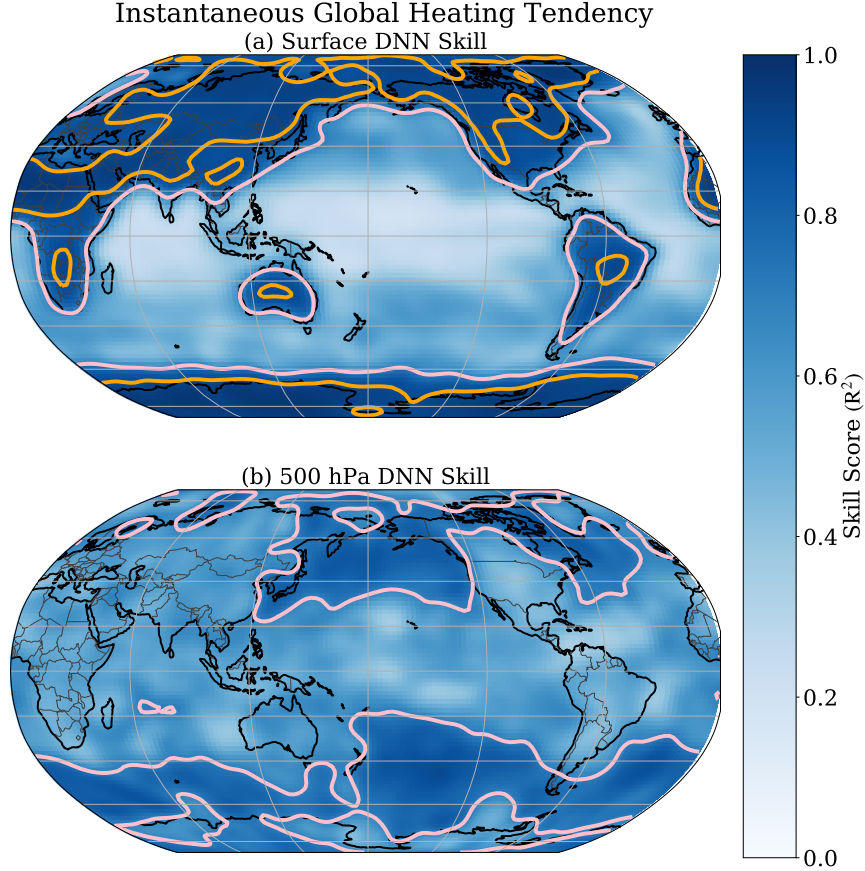 Instantaneous Global Heating Tendency
(a) Surface DNN Skill
(b) 500 hPa DNN Skill
1.0
0.8
0.6
0.4
0.2
0.0
Skill Score (R²)